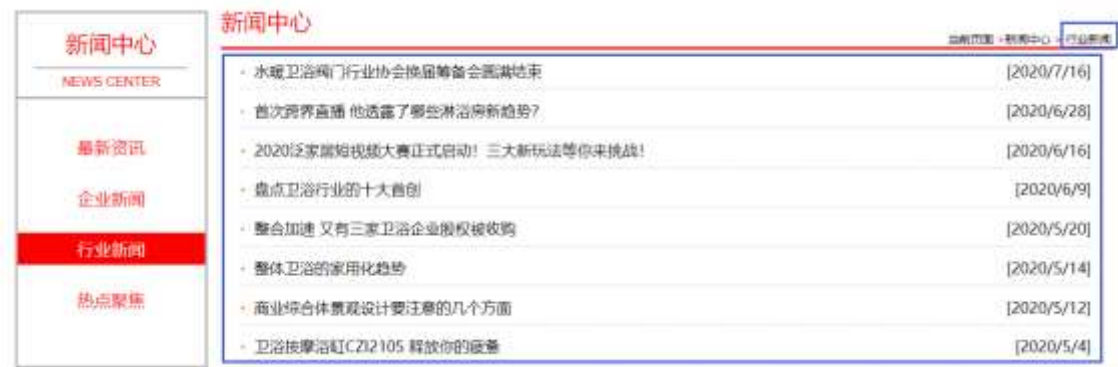 新闻中心
NEWS CENTER
最新资讯
企业新闻
行业新闻
热点聚焦
新闻中心
当前页面 > 新闻中心 > 行业新闻
· 水暖卫浴阀门行业协会换届筹备会圆满结束 [2020/7/16]
· 首次跨界直播 他透露了哪些淋浴房新趋势? [2020/6/28]
· 2020泛家居短视频大赛正式启动! 三大新玩法等你来挑战! [2020/6/16]
· 盘点卫浴行业的十大首创 [2020/6/9]
· 整合加速 又有三家卫浴企业股权被收购 [2020/5/20]
· 整体卫浴的家用化趋势 [2020/5/14]
· 商业综合体景观设计要注意的几个方面 [2020/5/12]
· 卫浴按摩浴缸CZI2105 释放你的疲惫 [2020/5/4]